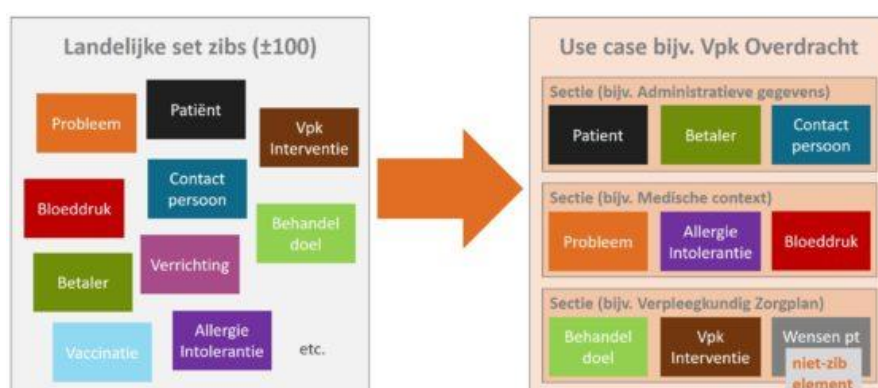 Landelijke set zibs (±100)
Probleem
Patiënt
Vpk
Interventie
Bloeddruk
Contact
persoon
Behandel
doel
Betaler
Verrichting
Vaccinatie
Allergie
Intolerantie
etc.
Use case bijv. Vpk Overdracht
Sectie (bijv. Administratieve gegevens)
Patient
Betaler
Contact
persoon
Sectie (bijv. Medische context)
Probleem
Allergie
Intolerantie
Bloeddruk
Sectie (bijv. Verpleegkundig Zorgplan)
Behandel
doel
Vpk
Interventie
Wensen pt
niet-zib
element